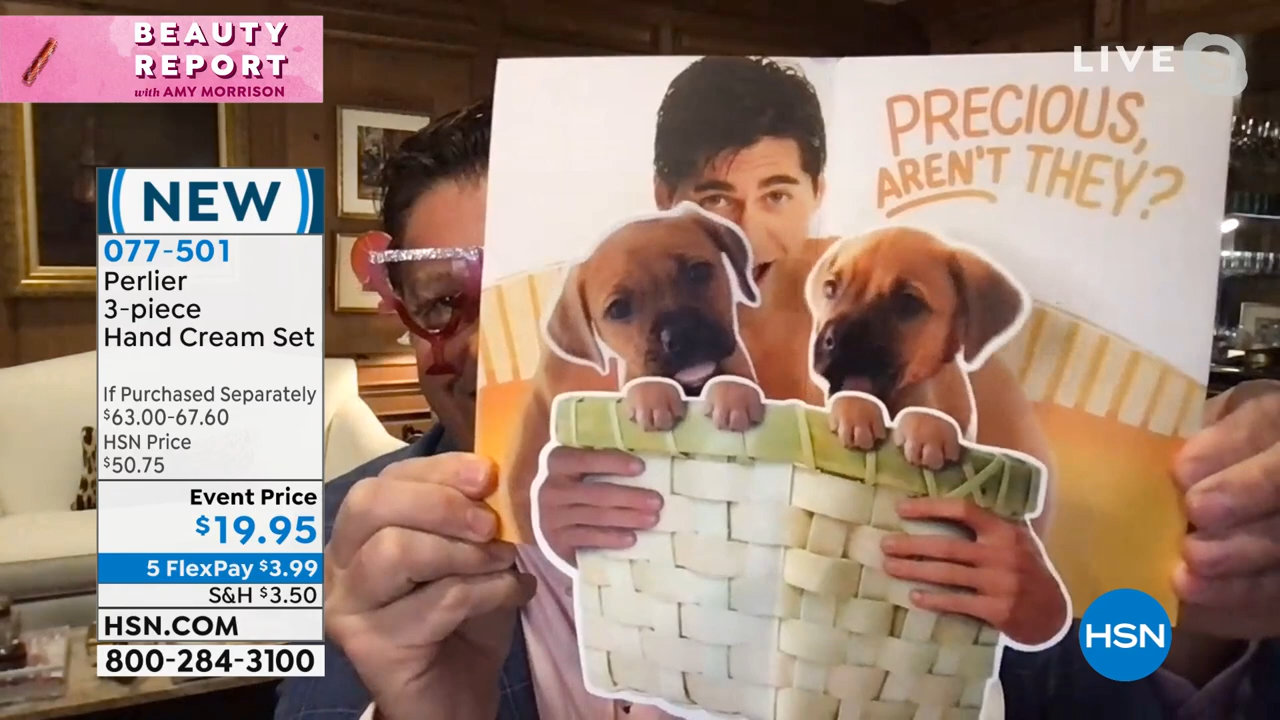 BEAUTY
REPORT
with AMY MORRISON
LIVE
PRECIOUS,
AREN'T THEY?
NEW
077-501
Perlier
3-piece
Hand Cream Set
If Purchased Separately
$63.00-67.60
HSN Price
$50.75
Event Price
$19.95
5 FlexPay $3.99
S&H $3.50
HSN.COM
800-284-3100
HSN